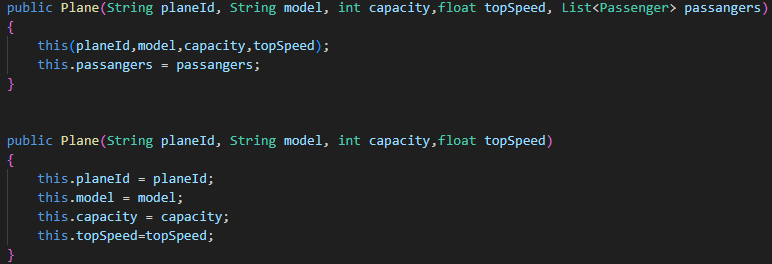 public Plane(String planeId, String model, int capacity,float topSpeed, List<Passenger> passangers)
{
this(planeId,model,capacity,topSpeed);
this.passangers = passangers;
}
public Plane(String planeId, String model, int capacity,float topSpeed)
{
this.planeId = planeId;
this.model = model;
this.capacity = capacity;
this.topSpeed=topSpeed;
}